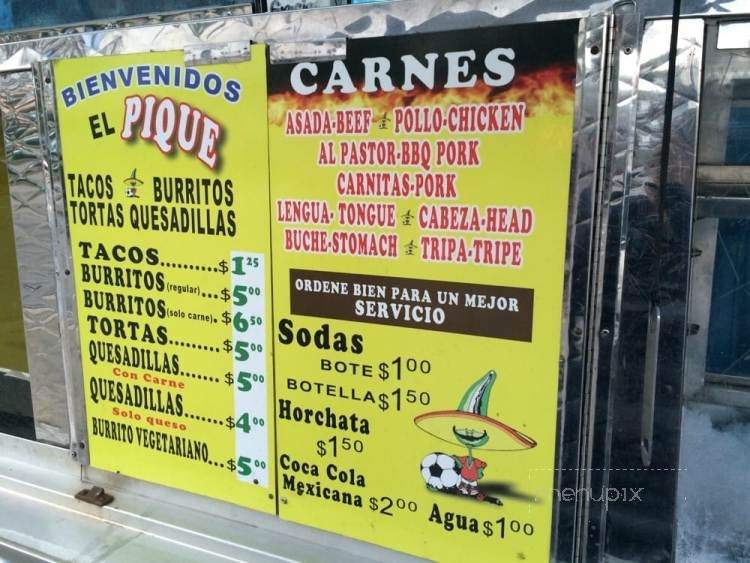 BIENVENIDOS
EL PIQUE
TACOS BURRITOS
TORTAS QUESADILLAS
TACOS..........$1 25
BURRITOS (regular)...$5 00
BURRITOS (solo carne).$6 50
TORTAS.......$5 00
QUESADILLAS......$5 00
Con Carne
QUESADILLAS......$4 00
Solo queso
BURRITO VEGETARIANO...$5 00
CARNES
ASADA-BEEF POLLO-CHICKEN
AL PASTOR-BBQ PORK
CARNITAS-PORK
LENGUA- TONGUE CABEZA-HEAD
BUCHE-STOMACH TRIPA-TRIPE
ORDENE BIEN PARA UN MEJOR
SERVICIO
Sodas
BOTE $1 00
BOTELLA $1 50
Horchata
$1 50
Coca Cola
Mexicana $2 00 Agua $1 00
menupix